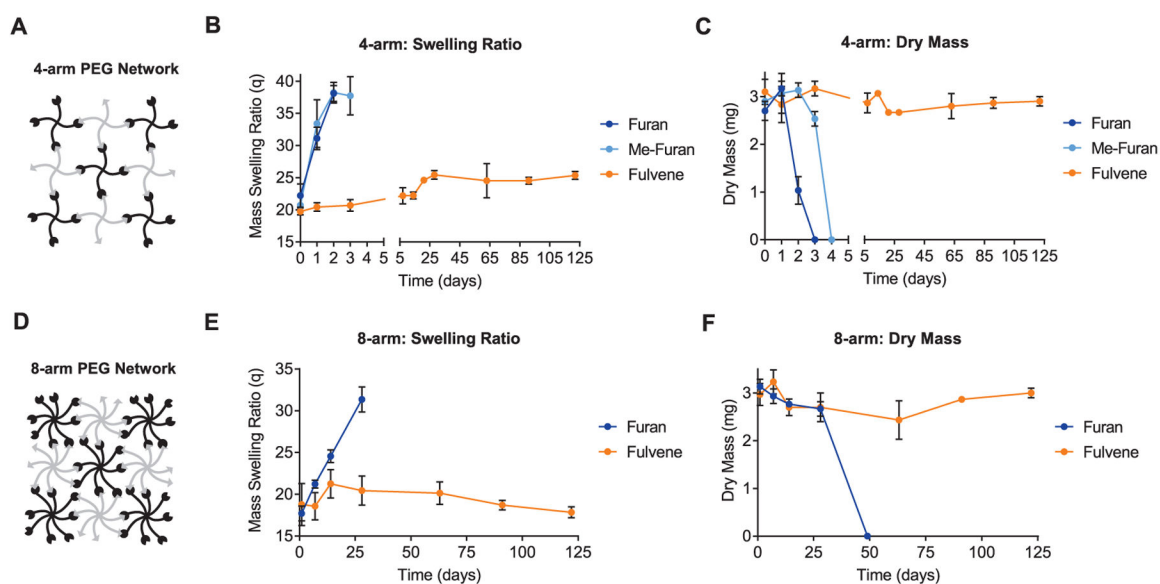 A
4-arm PEG Network
B
4-arm: Swelling Ratio
Mass Swelling Ratio (q)
40
35
30
25
20
15
0 1 2 3 4 5 5 25 45 65 85 105 125
Time (days)
Furan
Me-Furan
Fulvene
C
4-arm: Dry Mass
Dry Mass (mg)
3
2
1
0
0 1 2 3 4 5 5 25 45 65 85 105 125
Time (days)
Furan
Me-Furan
Fulvene
D
8-arm PEG Network
E
8-arm: Swelling Ratio
Mass Swelling Ratio (q)
35
30
25
20
15
0 25 50 75 100 125
Time (days)
Furan
Fulvene
F
8-arm: Dry Mass
Dry Mass (mg)
3
2
1
0
0 25 50 75 100 125
Time (days)
Furan
Fulvene